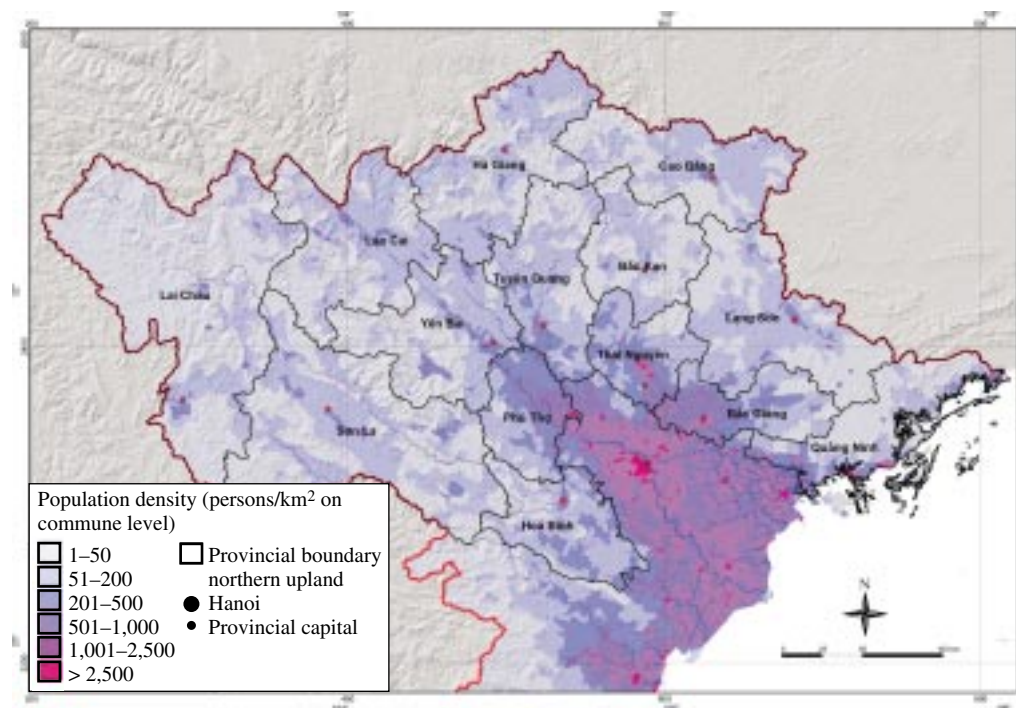 Ha Giang
Cao Bằng
Lao Cai
Bắc Kạn
Tuyên Quang
Lai Châu
Lạng Sơn
Yên Bái
Thái Nguyên
Phú Thọ
Bắc Giang
Sơn La
Quảng Ninh
Hoà Bình
N
Population density (persons/km² on
commune level)
1–50
51–200
201–500
501–1,000
1,001–2,500
> 2,500
Provincial boundary
northern upland
Hanoi
Provincial capital